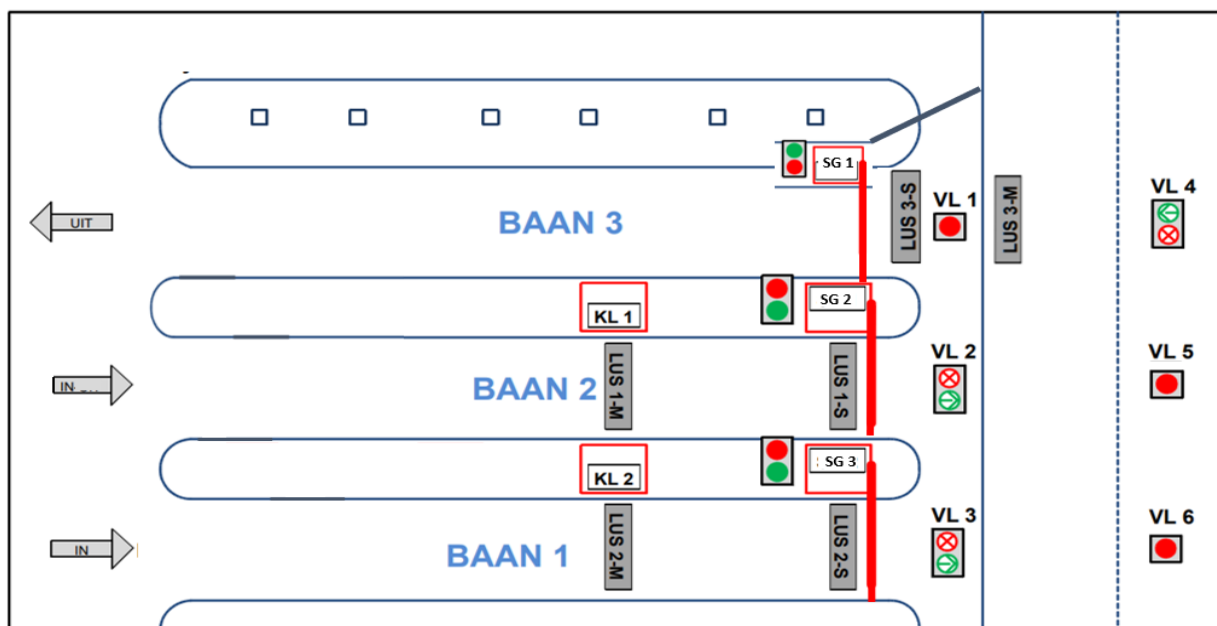 SG 1
LUS 3-S
VL 1
LUS 3-M
VL 4
UIT
BAAN 3
KL 1
SG 2
IN
BAAN 2
LUS 1-M
LUS 1-S
VL 2
VL 5
KL 2
SG 3
IN
BAAN 1
LUS 2-M
LUS 2-S
VL 3
VL 6